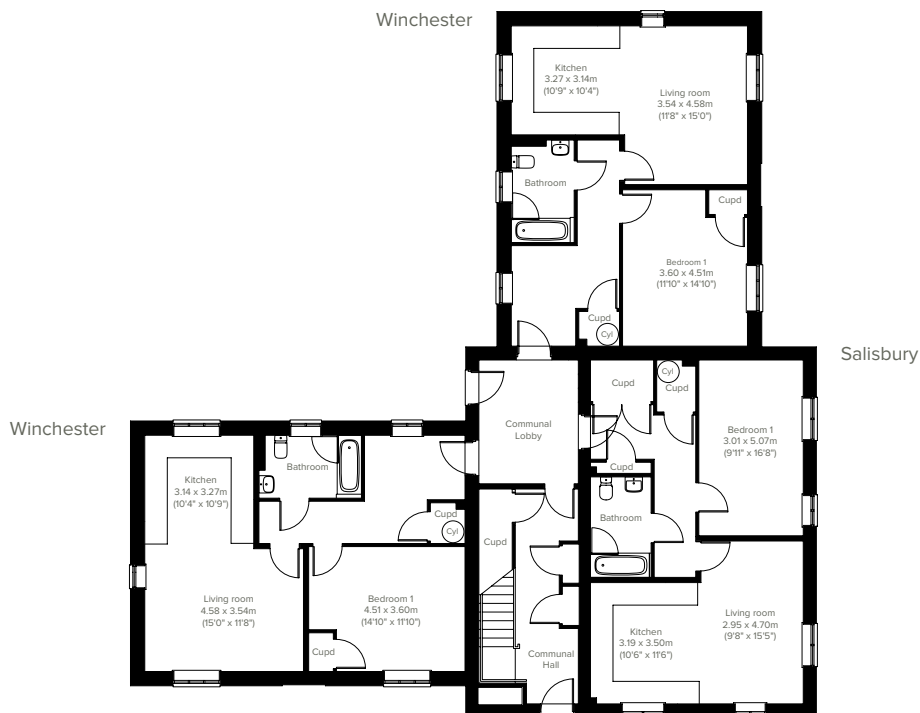 Winchester
Kitchen
3.27 x 3.14m
(10'9" x 10'4")
Living room
3.54 x 4.58m
(11'8" x 15'0")
Bathroom
Cupd
Bedroom 1
3.60 x 4.51m
(11'10" x 14'10")
Cupd
Cyl
Salisbury
Winchester
Communal
Lobby
Cupd
Cyl
Cupd
Bedroom 1
3.01 x 5.07m
(9'11" x 16'8")
Cupd
Bathroom
Living room
2.95 x 4.70m
(9'8" x 15'5")
Kitchen
3.19 x 3.50m
(10'6" x 11'6")
Kitchen
3.14 x 3.27m
(10'4" x 10'9")
Bathroom
Cupd
Cyl
Living room
4.58 x 3.54m
(15'0" x 11'8")
Bedroom 1
4.51 x 3.60m
(14'10" x 11'10")
Cupd
Cupd
Communal
Hall